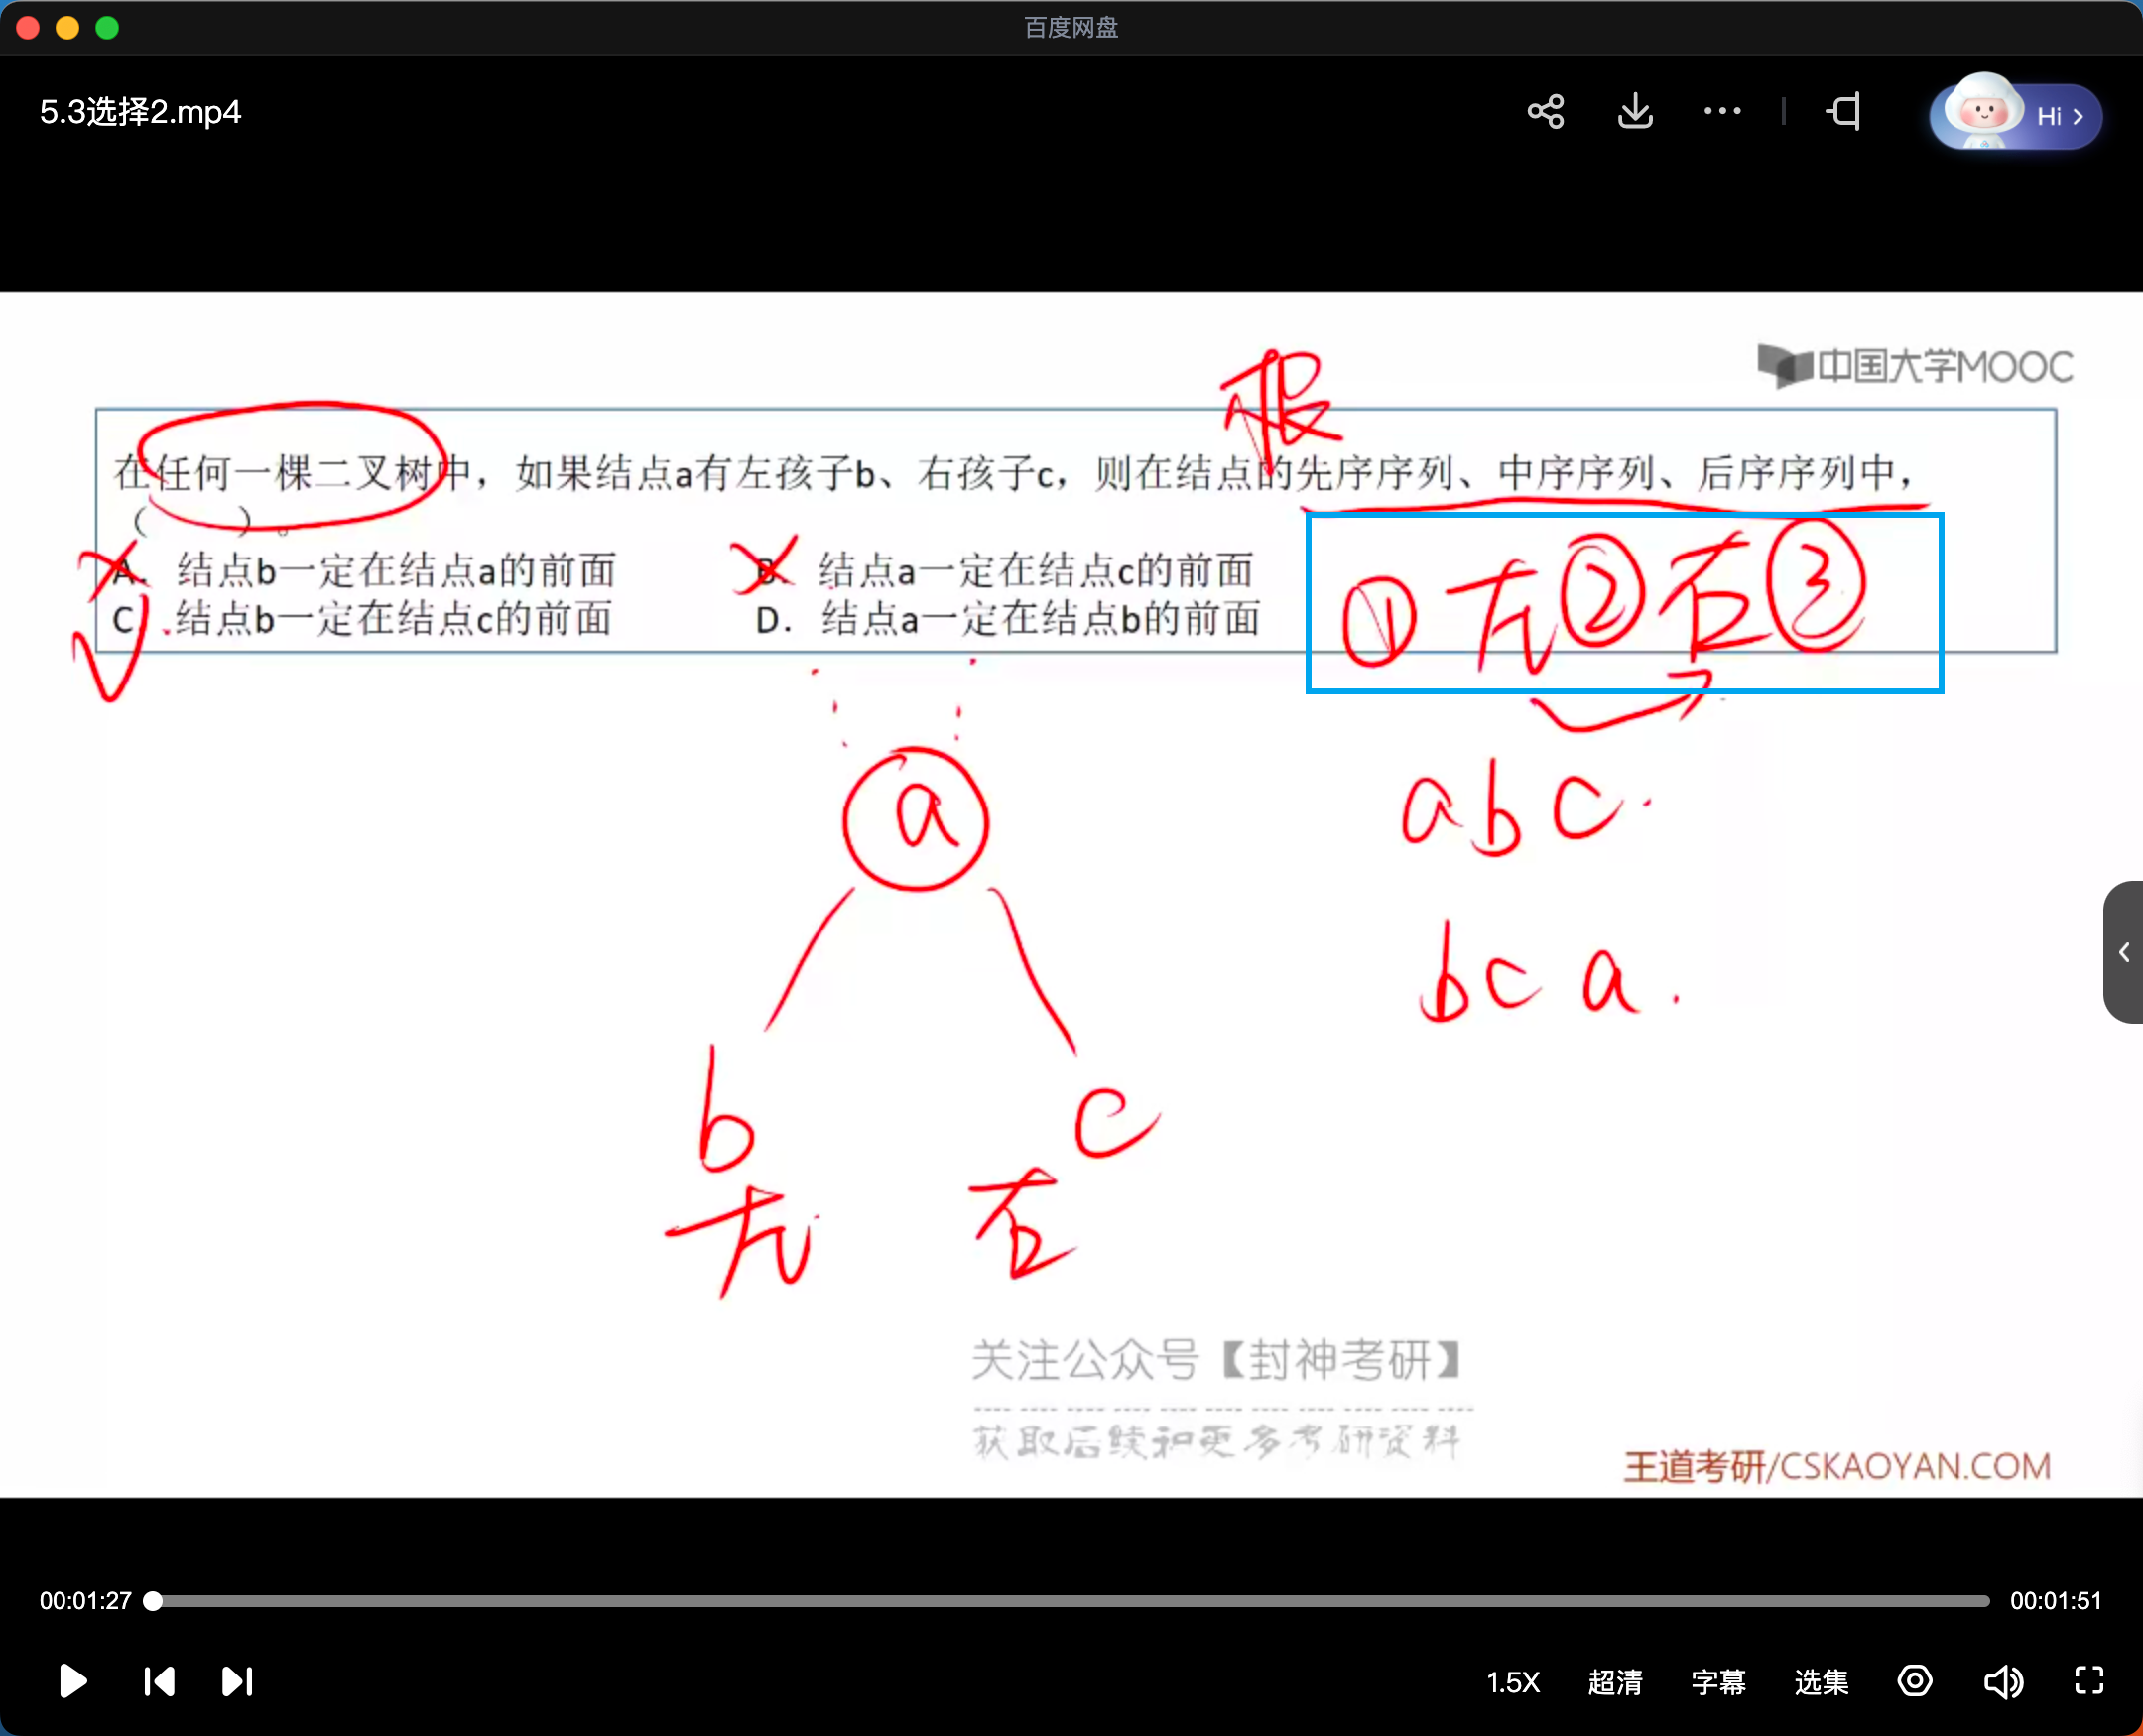 百度网盘
5.3选择2.mp4
Hi
中国大学MOOC
根
在任何一棵二叉树中，如果结点a有左孩子b、右孩子c，则在结点的先序序列、中序序列、后序序列中，
（ ）。
A. 结点b一定在结点a的前面 B. 结点a一定在结点c的前面
C. 结点b一定在结点c的前面 D. 结点a一定在结点b的前面
① 左 ② 右 ③
a
abc
bca
b c
左 右
关注公众号【封神考研】
获取后续和更多考研资料
王道考研/CSKAOYAN.COM
00:01:27 00:01:51
1.5X 超清 字幕 选集